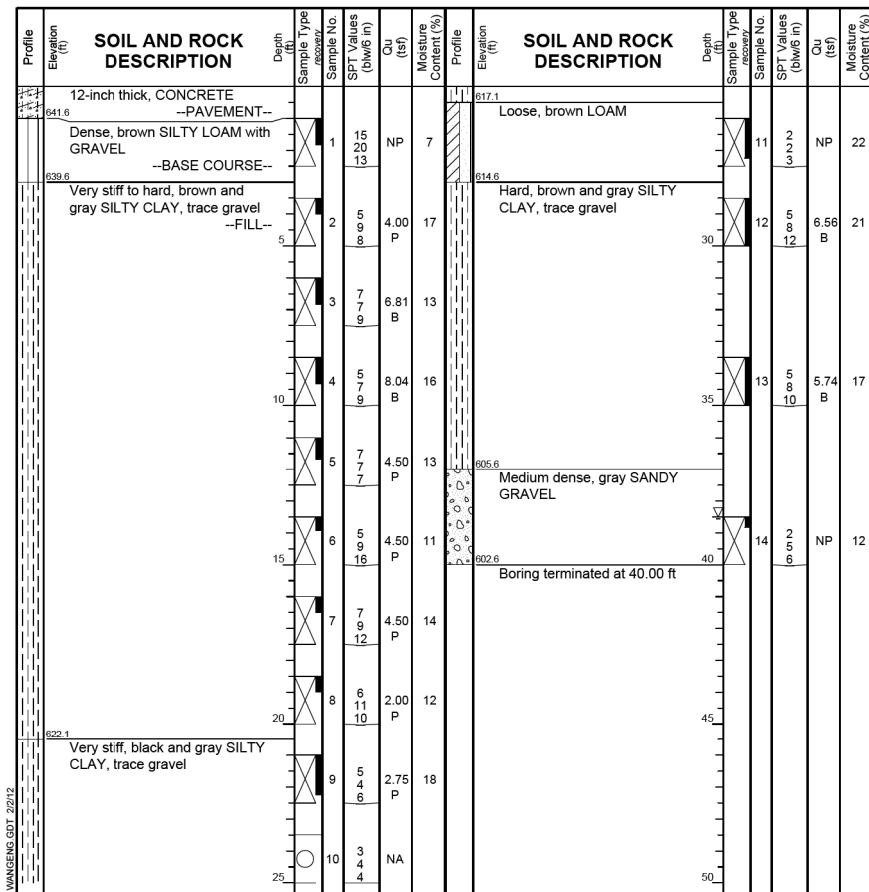 Profile
Elevation (ft)
SOIL AND ROCK
DESCRIPTION
Depth (ft)
Sample Type
recovery
Sample No.
SPT Values (blw/6 in)
Qu (tsf)
Moisture Content (%)
Profile
Elevation (ft)
SOIL AND ROCK
DESCRIPTION
Depth (ft)
Sample Type
recovery
Sample No.
SPT Values (blw/6 in)
Qu (tsf)
Moisture Content (%)
12-inch thick, CONCRETE
641.6 --PAVEMENT--
Dense, brown SILTY LOAM with
GRAVEL
--BASE COURSE--
1 15 20 13 NP 7
639.6
Very stiff to hard, brown and
gray SILTY CLAY, trace gravel
--FILL--
2 5 9 8 4.00 P 17
5
3 7 7 9 6.81 B 13
4 5 7 9 8.04 B 16
10
5 7 7 7 4.50 P 13
6 5 9 16 4.50 P 11
15
7 7 9 12 4.50 P 14
8 6 11 10 2.00 P 12
20
622.1
Very stiff, black and gray SILTY
CLAY, trace gravel
9 5 4 6 2.75 P 18
10 3 4 4 NA
25
617.1
Loose, brown LOAM
11 2 2 3 NP 22
614.6
Hard, brown and gray SILTY
CLAY, trace gravel
12 5 8 12 6.56 B 21
30
13 5 8 10 5.74 B 17
35
605.6
Medium dense, gray SANDY
GRAVEL
14 2 5 6 NP 12
40
602.6
Boring terminated at 40.00 ft
45
50
WANGENG.GDT 2/2/12